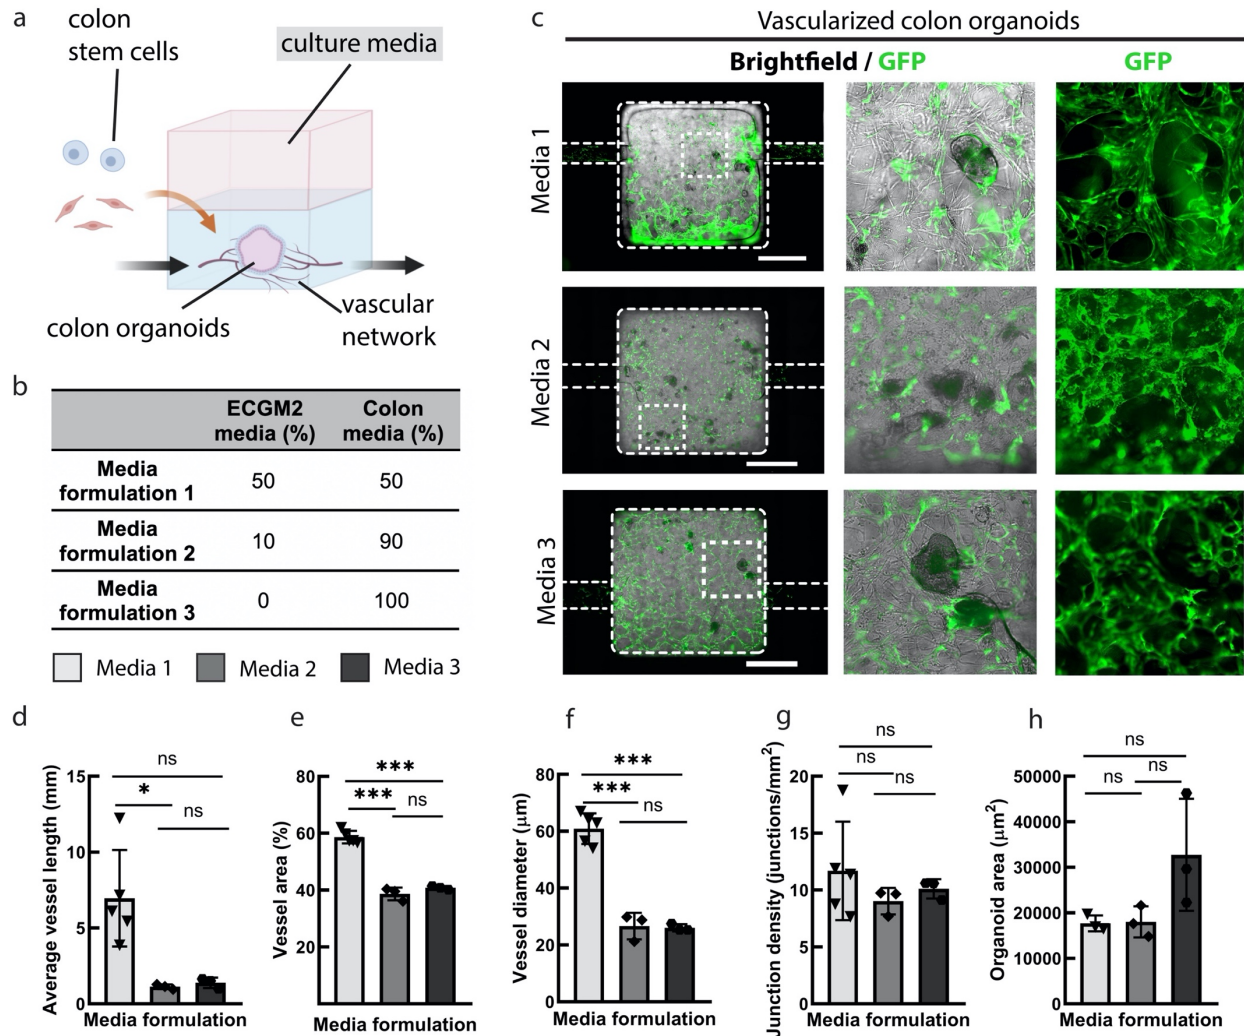 a
colon
stem cells
culture media
colon organoids
vascular
network
b
ECGM2
media (%)
Colon
media (%)
Media
formulation 1
50
50
Media
formulation 2
10
90
Media
formulation 3
0
100
Media 1
Media 2
Media 3
c
Vascularized colon organoids
Brightfield / GFP
GFP
Media 1
Media 2
Media 3
d
Average vessel length (mm)
15
10
5
0
ns
*
ns
Media formulation
e
Vessel area (%)
80
60
40
20
***
***
ns
Media formulation
f
Vessel diameter (μm)
80
60
40
20
0
***
***
ns
Media formulation
g
Junction density (junctions/mm²)
20
15
10
5
0
ns
ns
ns
Media formulation
h
Organoid area (μm²)
50000
40000
30000
20000
10000
0
ns
ns
ns
Media formulation